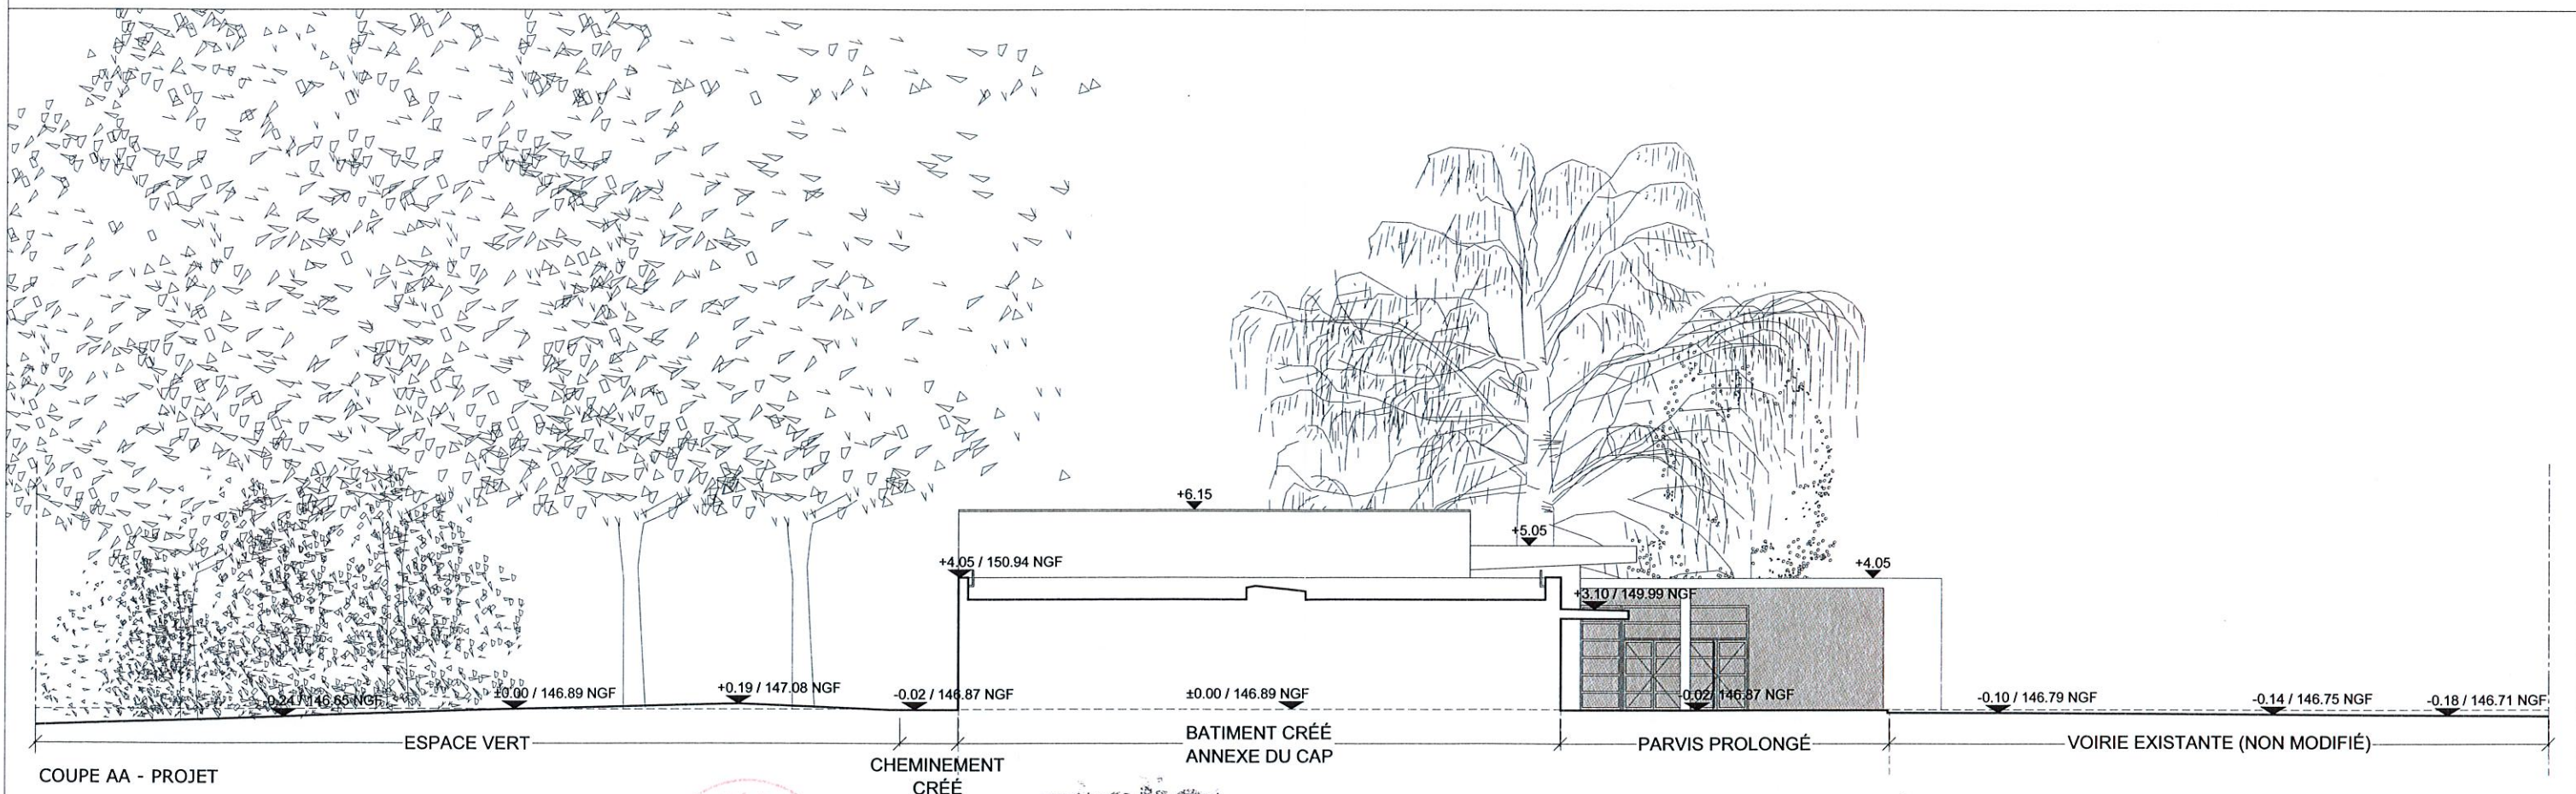 +6.15
+5.05
+4.05 / 150.94 NGF
+4.05
+3.10 / 149.99 NGF
-0.24 / 146.65 NGF
±0.00 / 146.89 NGF
+0.19 / 147.08 NGF
-0.02 / 146.87 NGF
±0.00 / 146.89 NGF
-0.02/ 146.87 NGF
-0.10 / 146.79 NGF
-0.14 / 146.75 NGF
-0.18 / 146.71 NGF
ESPACE VERT
CHEMINEMENT
CRÉÉ
BATIMENT CRÉÉ
ANNEXE DU CAP
PARVIS PROLONGÉ
VOIRIE EXISTANTE (NON MODIFIÉ)
COUPE AA - PROJET